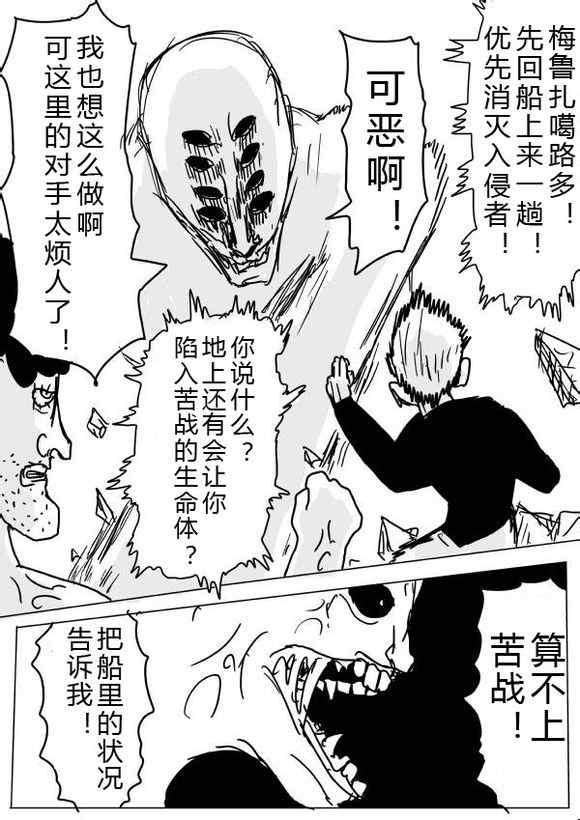 梅鲁扎噶路多！
先回船上来一趟！
优先消灭入侵者！
可恶啊！
我也想这么做啊
可这里的对手太烦人了！
你说什么？
地上还有会让你
陷入苦战的生命体？
算不上
苦战！
把船里的状况
告诉我！